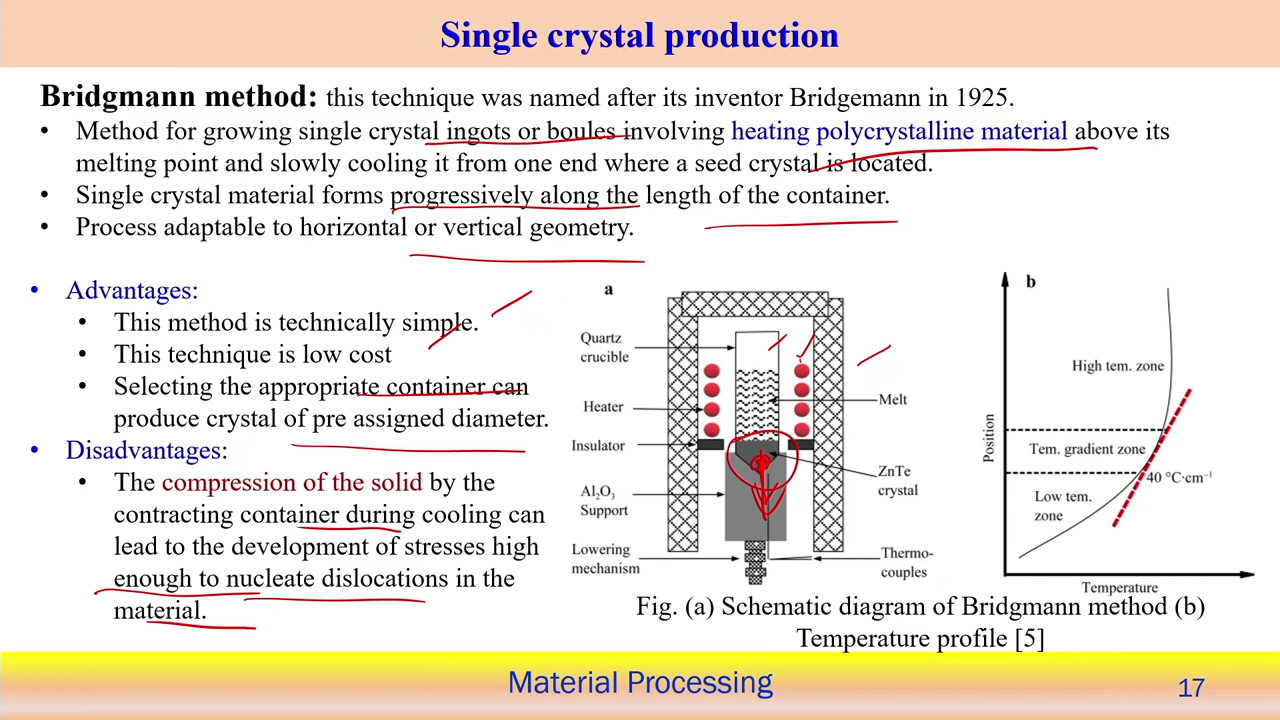 Single crystal production
Bridgmann method: this technique was named after its inventor Bridgemann in 1925.
• Method for growing single crystal ingots or boules involving heating polycrystalline material above its
melting point and slowly cooling it from one end where a seed crystal is located.
• Single crystal material forms progressively along the length of the container.
• Process adaptable to horizontal or vertical geometry.
• Advantages:
• This method is technically simple.
• This technique is low cost
• Selecting the appropriate container can
produce crystal of pre assigned diameter.
• Disadvantages:
• The compression of the solid by the
contracting container during cooling can
lead to the development of stresses high
enough to nucleate dislocations in the
material.
a
Quartz
crucible
Heater
Insulator
Al₂O₃
Support
Lowering
mechanism
Melt
ZnTe
crystal
Thermo-
couples
b
Position
High tem. zone
Tem. gradient zone
40 °C·cm⁻¹
Low tem.
zone
Temperature
Fig. (a) Schematic diagram of Bridgmann method (b)
Temperature profile [5]
Material Processing
17